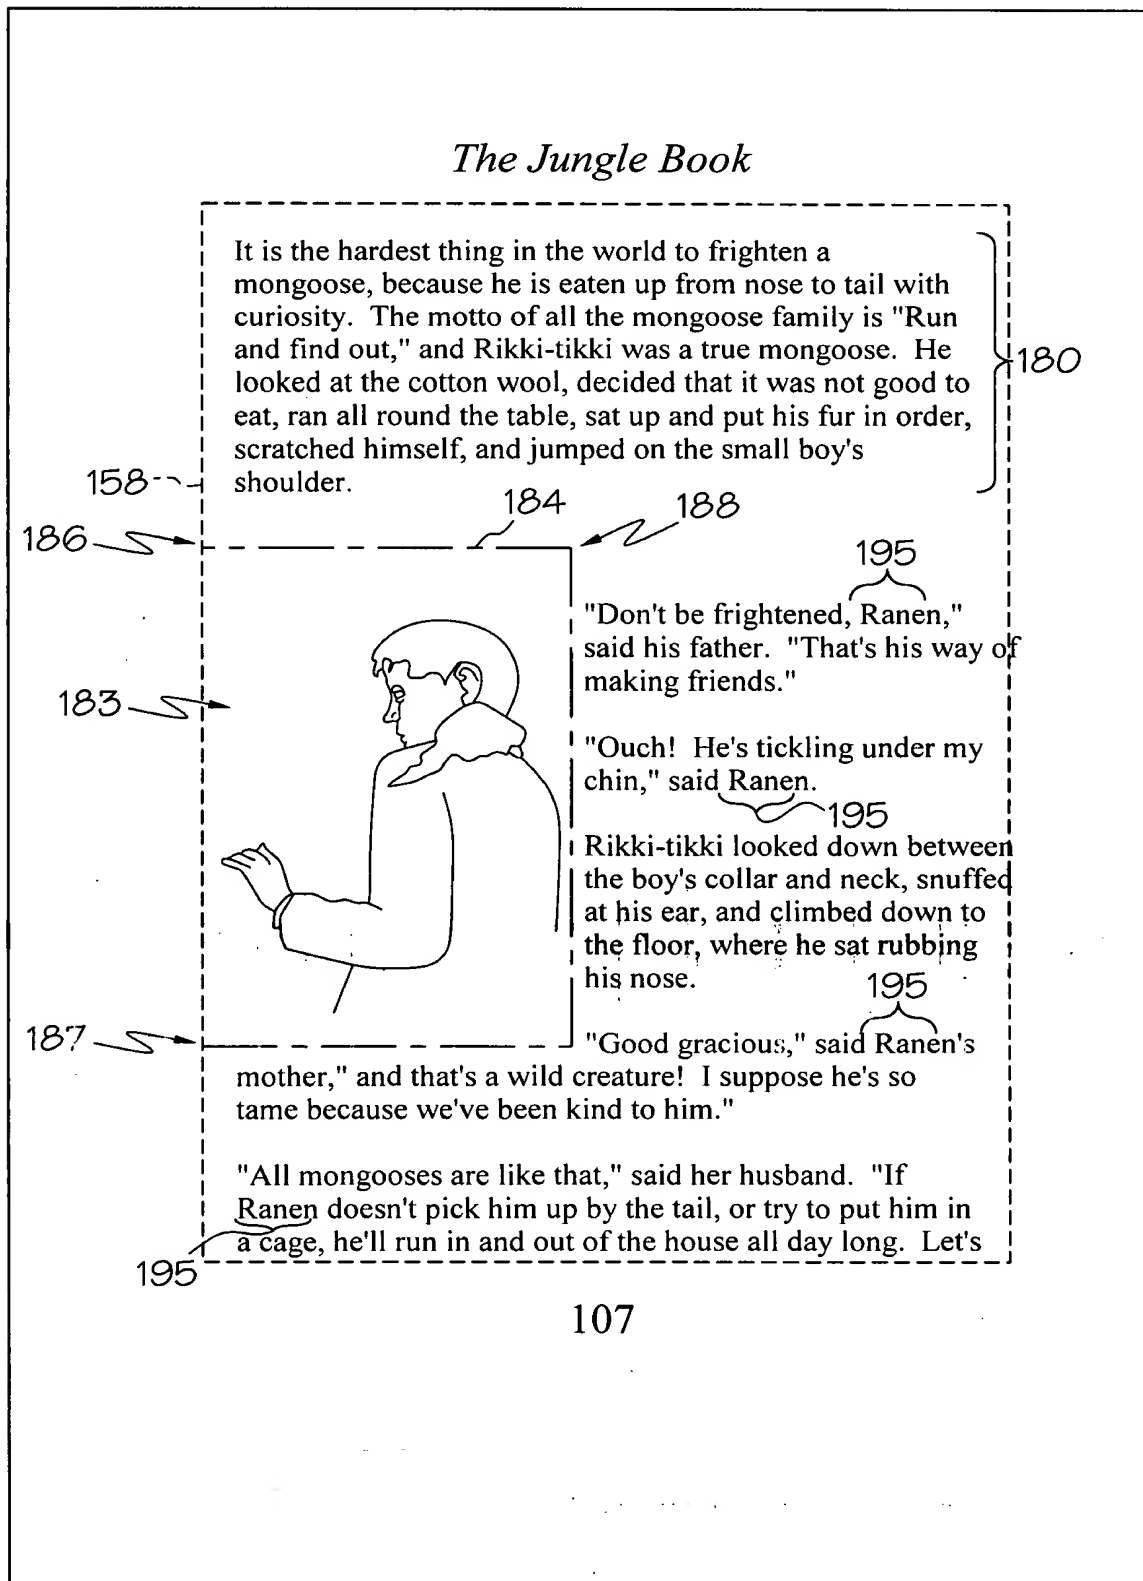 The Jungle Book
It is the hardest thing in the world to frighten a
mongoose, because he is eaten up from nose to tail with
curiosity. The motto of all the mongoose family is "Run
and find out," and Rikki-tikki was a true mongoose. He
looked at the cotton wool, decided that it was not good to
eat, ran all round the table, sat up and put his fur in order,
scratched himself, and jumped on the small boy's
shoulder.
180
158
184
188
186
195
"Don't be frightened, Ranen,"
said his father. "That's his way of
making friends."
183
"Ouch! He's tickling under my
chin," said Ranen.
195
Rikki-tikki looked down between
the boy's collar and neck, snuffed
at his ear, and climbed down to
the floor, where he sat rubbing
his nose.
195
187
"Good gracious," said Ranen's
mother," and that's a wild creature! I suppose he's so
tame because we've been kind to him."
"All mongooses are like that," said her husband. "If
Ranen doesn't pick him up by the tail, or try to put him in
a cage, he'll run in and out of the house all day long. Let's
195
107